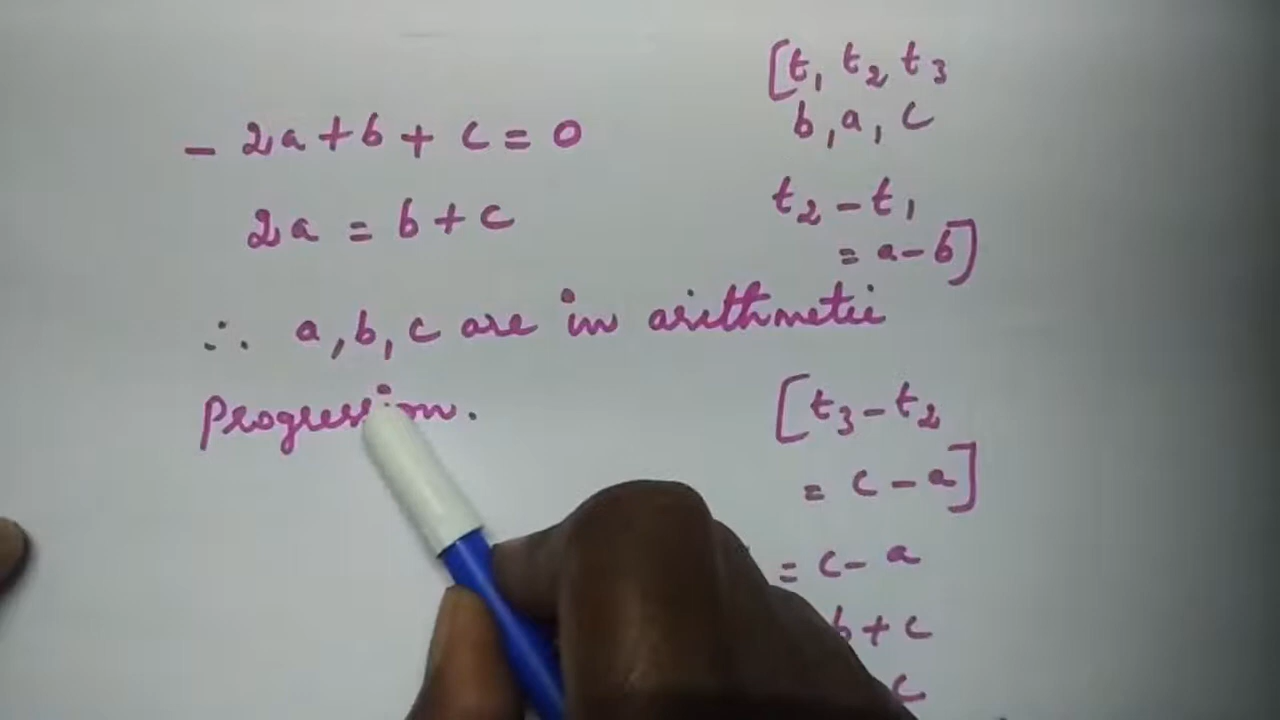 - 2a + b + c = 0
2a = b + c
∴ a, b, c are in arithmetic
Progression.
[t₁ t₂ t₃
b, a, c
t₂ - t₁
= a - b]
[t₃ - t₂
= c - a]
= c - a
b + c
c